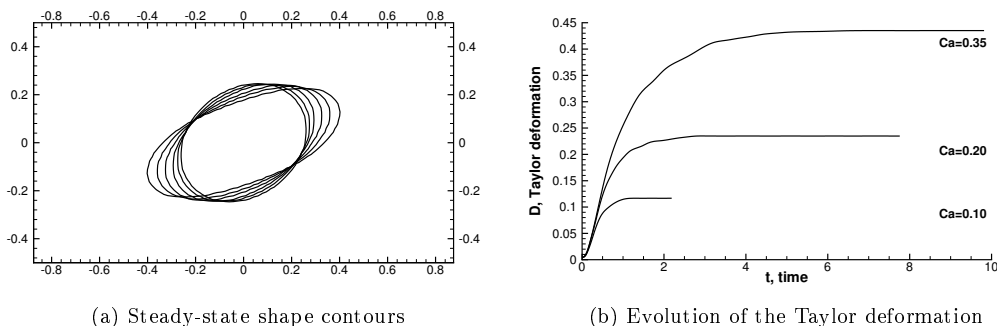 -0.8 -0.6 -0.4 -0.2 0 0.2 0.4 0.6 0.8
0.4 0.4
0.2 0.2
0 0
-0.2 -0.2
-0.4 -0.4
-0.8 -0.6 -0.4 -0.2 0 0.2 0.4 0.6 0.8
(a) Steady-state shape contours
D, Taylor deformation
0.45
0.4
0.35
0.3
0.25
0.2
0.15
0.1
0.05
0
Ca=0.35
Ca=0.20
Ca=0.10
0 2 4 6 8 10
t, time
(b) Evolution of the Taylor deformation